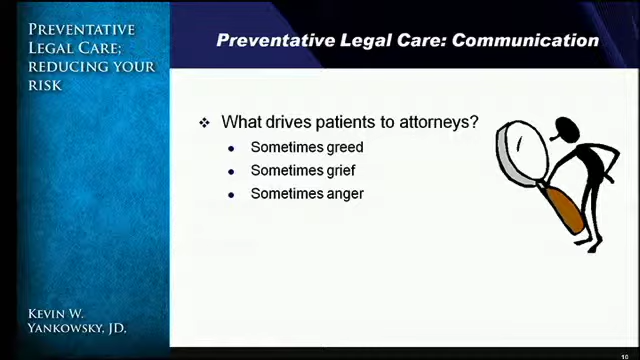 PREVENTATIVE
LEGAL CARE;
REDUCING YOUR
RISK
Preventative Legal Care: Communication
What drives patients to attorneys?
Sometimes greed
Sometimes grief
Sometimes anger
KEVIN W.
YANKOWSKY, JD.
10